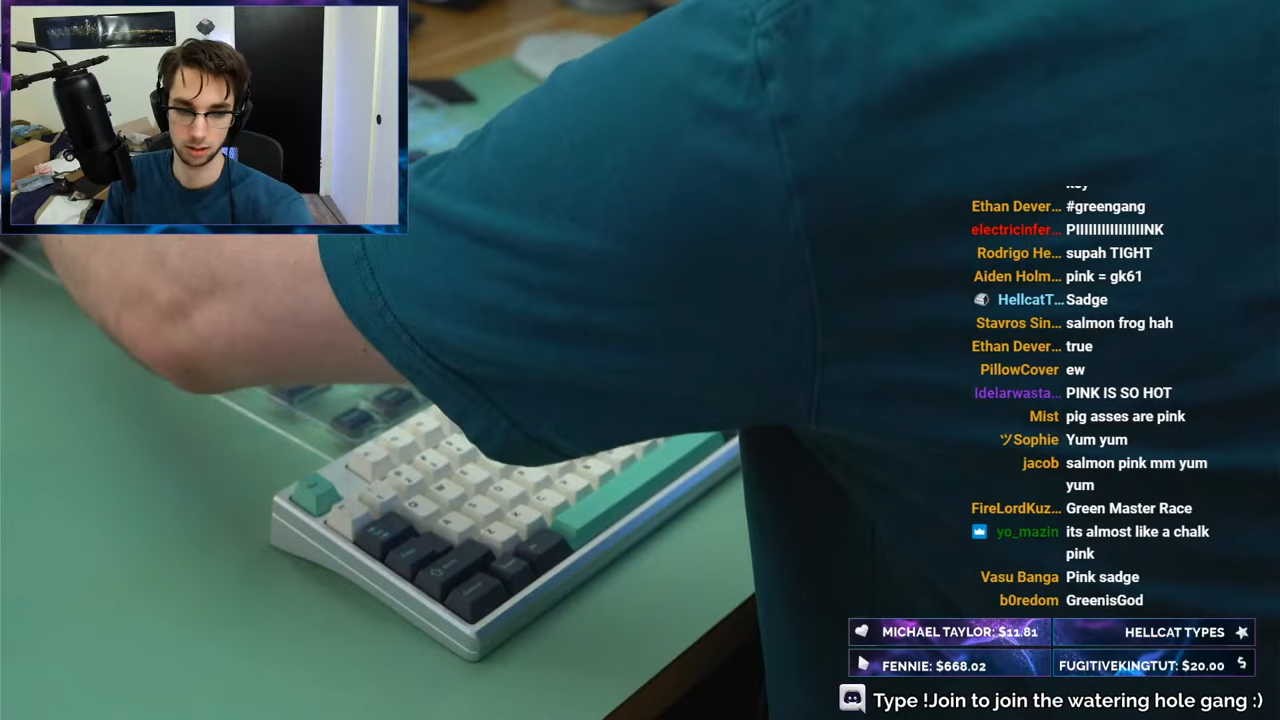 Ethan Dever… #greengang
electricinfer… PIIIIIIIIIIIIIIIINK
Rodrigo He… supah TIGHT
Aiden Holm… pink = gk61
HellcatT… Sadge
Stavros Sin… salmon frog hah
Ethan Dever… true
PillowCover ew
Idelarwasta… PINK IS SO HOT
Mist pig asses are pink
ツSophie Yum yum
jacob salmon pink mm yum
yum
FireLordKuz… Green Master Race
yo_mazin its almost like a chalk
pink
Vasu Banga Pink sadge
b0redom GreenisGod
MICHAEL TAYLOR: $11.81
HELLCAT TYPES
FENNIE: $668.02
FUGITIVEKINGTUT: $20.00
Type !Join to join the watering hole gang :)